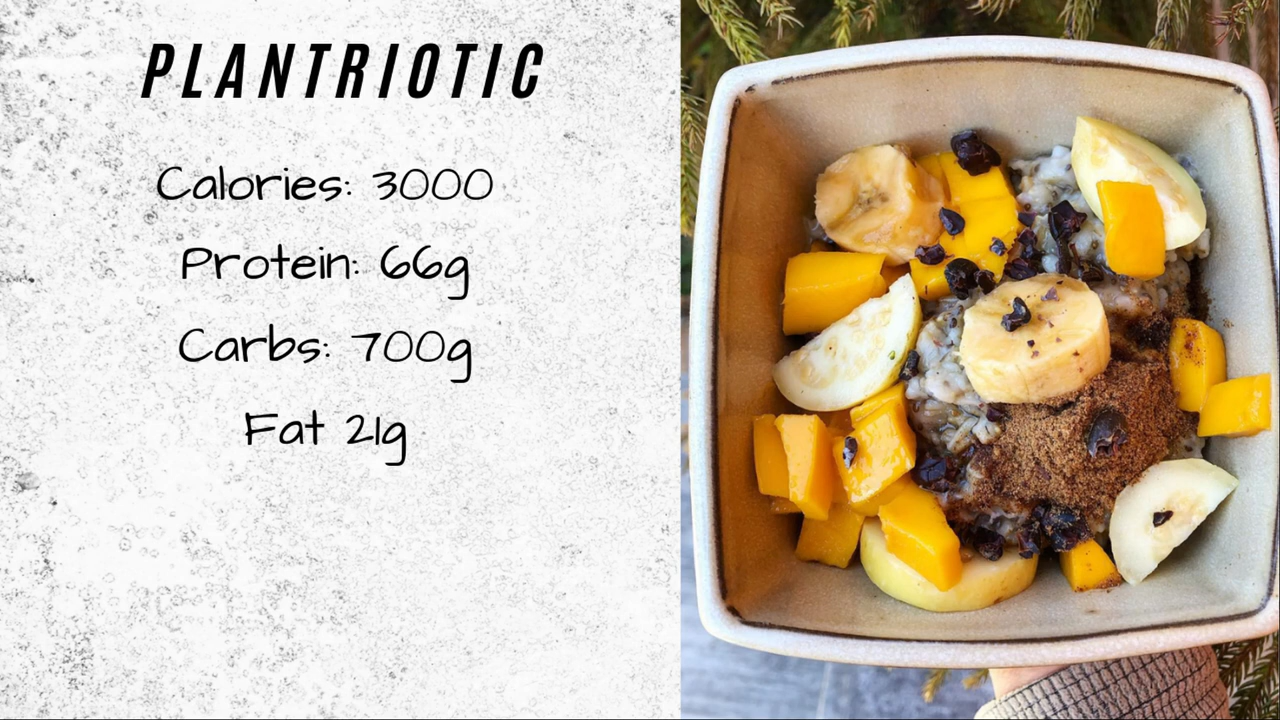 PLANTRIOTIC
Calories: 3000
Protein: 66g
Carbs: 700g
Fat 21g